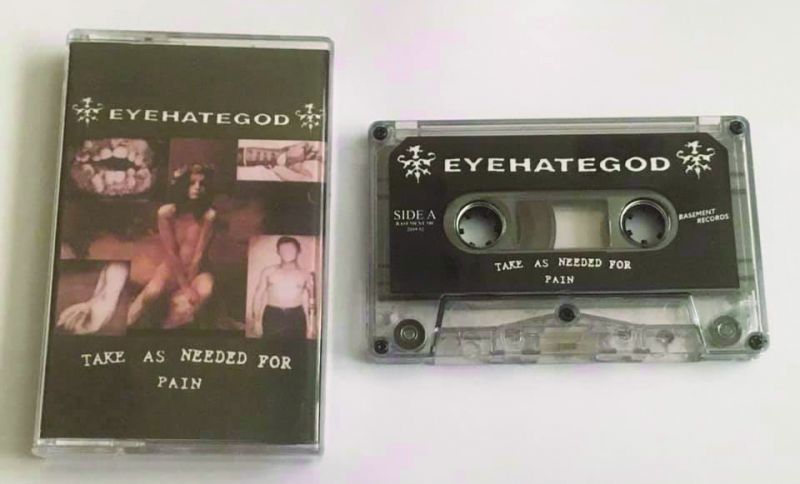 EYEHATEGOD
TAKE AS NEEDED FOR
PAIN
EYEHATEGOD
SIDE A
BASEMENT
RECORDS
TAKE AS NEEDED FOR
PAIN